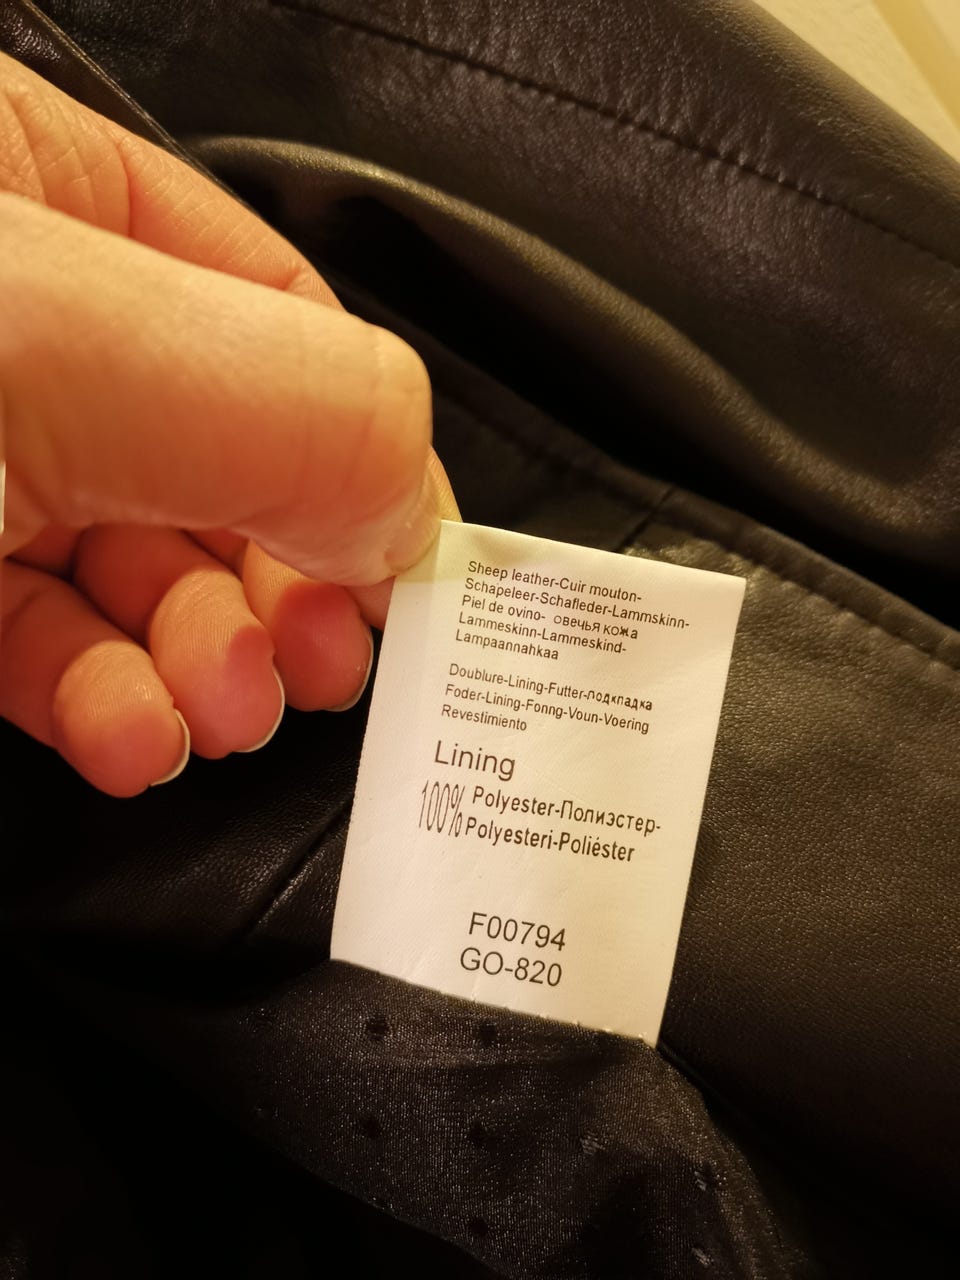 Sheep leather-Cuir mouton-
Schapeleer-Schafleder-Lammskinn-
Piel de ovino- овечья кожа
Lammeskinn-Lammeskind-
Lampaannahkaa
Doublure-Lining-Futter-подкладка
Foder-Lining-Fonng-Voun-Voering
Revestimiento
Lining
100% Polyester-Полиэстер-
Polyesteri-Poliéster
F00794
GO-820